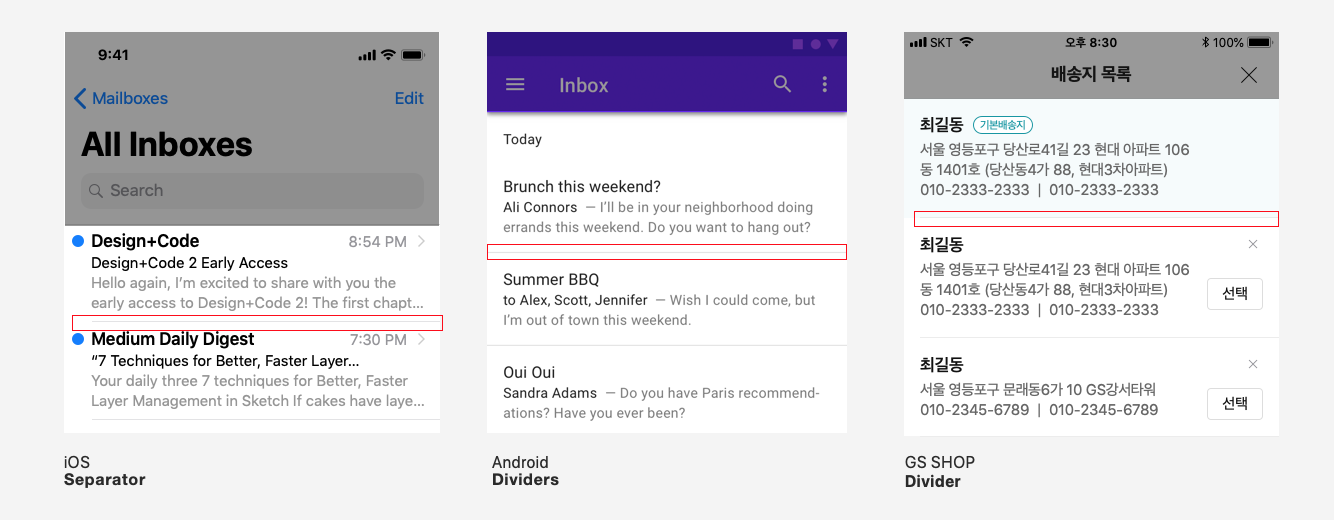 9:41
Mailboxes
Edit
All Inboxes
Search
Design+Code
8:54 PM
Design+Code 2 Early Access
Hello again, I’m excited to share with you the
early access to Design+Code 2! The first chapt...
Medium Daily Digest
7:30 PM
“7 Techniques for Better, Faster Layer...
Your daily three 7 techniques for Better, Faster
Layer Management in Sketch If cakes have laye...
iOS
Separator
Inbox
Today
Brunch this weekend?
Ali Connors — I’ll be in your neighborhood doing
errands this weekend. Do you want to hang out?
Summer BBQ
to Alex, Scott, Jennifer — Wish I could come, but
I’m out of town this weekend.
Oui Oui
Sandra Adams — Do you have Paris recommend-
ations? Have you ever been?
Android
Dividers
SKT
오후 8:30
100%
배송지 목록
최길동 기본배송지
서울 영등포구 당산로41길 23 현대 아파트 106
동 1401호 (당산동4가 88, 현대3차아파트)
010-2333-2333 | 010-2333-2333
최길동
서울 영등포구 당산로41길 23 현대 아파트 106
동 1401호 (당산동4가 88, 현대3차아파트)
010-2333-2333 | 010-2333-2333
선택
최길동
서울 영등포구 문래동6가 10 GS강서타워
010-2345-6789 | 010-2345-6789
선택
GS SHOP
Divider